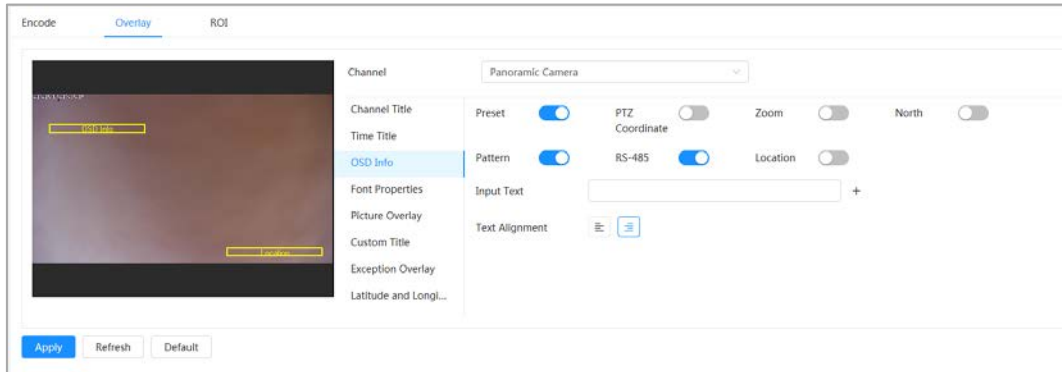 Encode Overlay ROI
Channel Panoramic Camera
Channel Title
Time Title
OSD Info
Font Properties
Picture Overlay
Custom Title
Exception Overlay
Latitude and Longi...
Preset PTZ Coordinate Zoom North
Pattern RS-485 Location
Input Text +
Text Alignment
OSD Info
Location
Apply Refresh Default